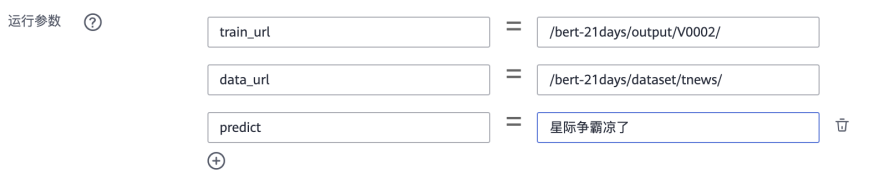 运行参数 ? train_url = /bert-21days/output/V0002/
data_url = /bert-21days/dataset/tnews/
predict = 星际争霸凉了